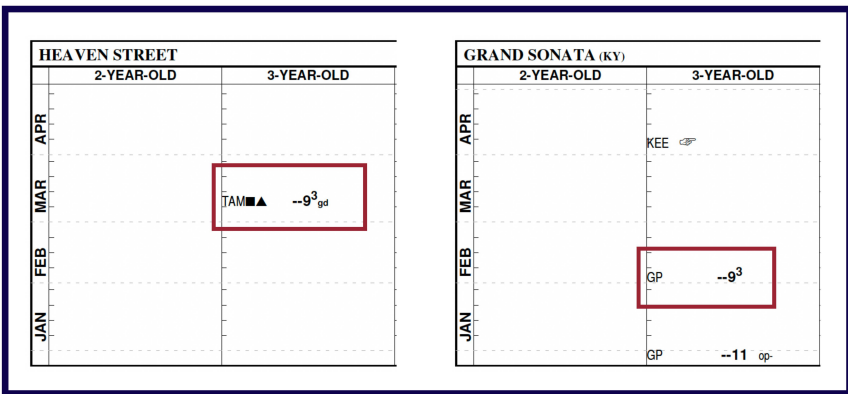 HEAVEN STREET
2-YEAR-OLD 3-YEAR-OLD
APR
MAR
TAM■▲ --9³gd
FEB
JAN
GRAND SONATA (KY)
2-YEAR-OLD 3-YEAR-OLD
APR
KEE ☞
MAR
FEB
GP --9³
JAN
GP --11 op-